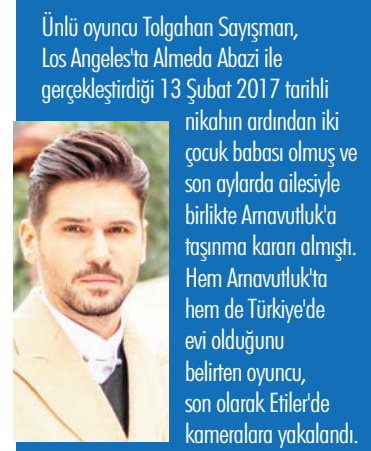 Ünlü oyuncu Tolgahan Sayışman,
Los Angeles'ta Almeda Abazi ile
gerçekleştirdiği 13 Şubat 2017 tarihli
nikahın ardından iki
çocuk babası olmuş ve
son aylarda ailesiyle
birlikte Arnavutluk'a
taşınma kararı almıştı.
Hem Arnavutluk'ta
hem de Türkiye'de
evi olduğunu
belirten oyuncu,
son olarak Etiler'de
kameralara yakalandı.